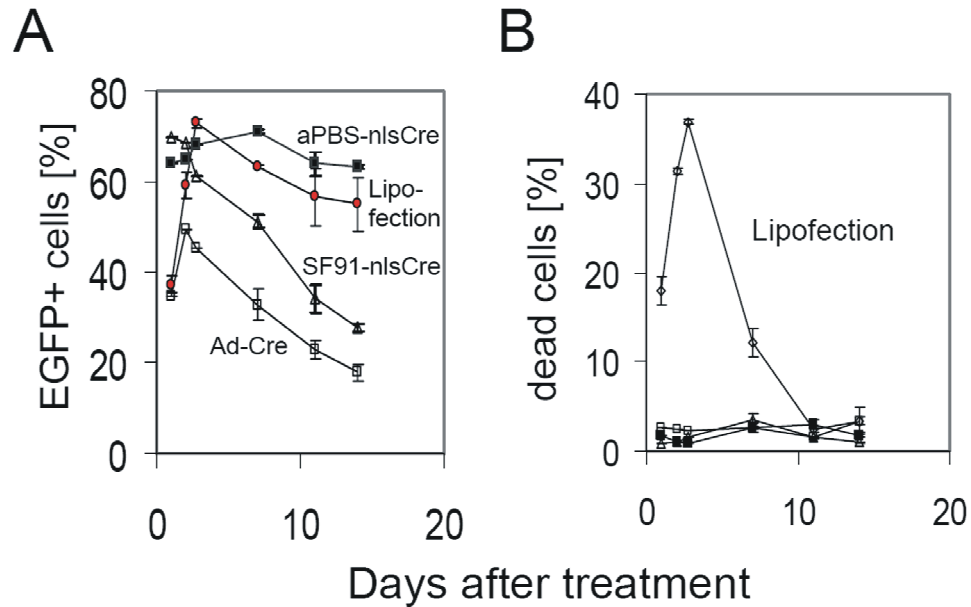 A
B
EGFP+ cells [%]
80
60
40
20
0
0 10 20
aPBS-nlsCre
Lipo-
fection
SF91-nlsCre
Ad-Cre
dead cells [%]
40
30
20
10
0
0 10 20
Lipofection
Days after treatment